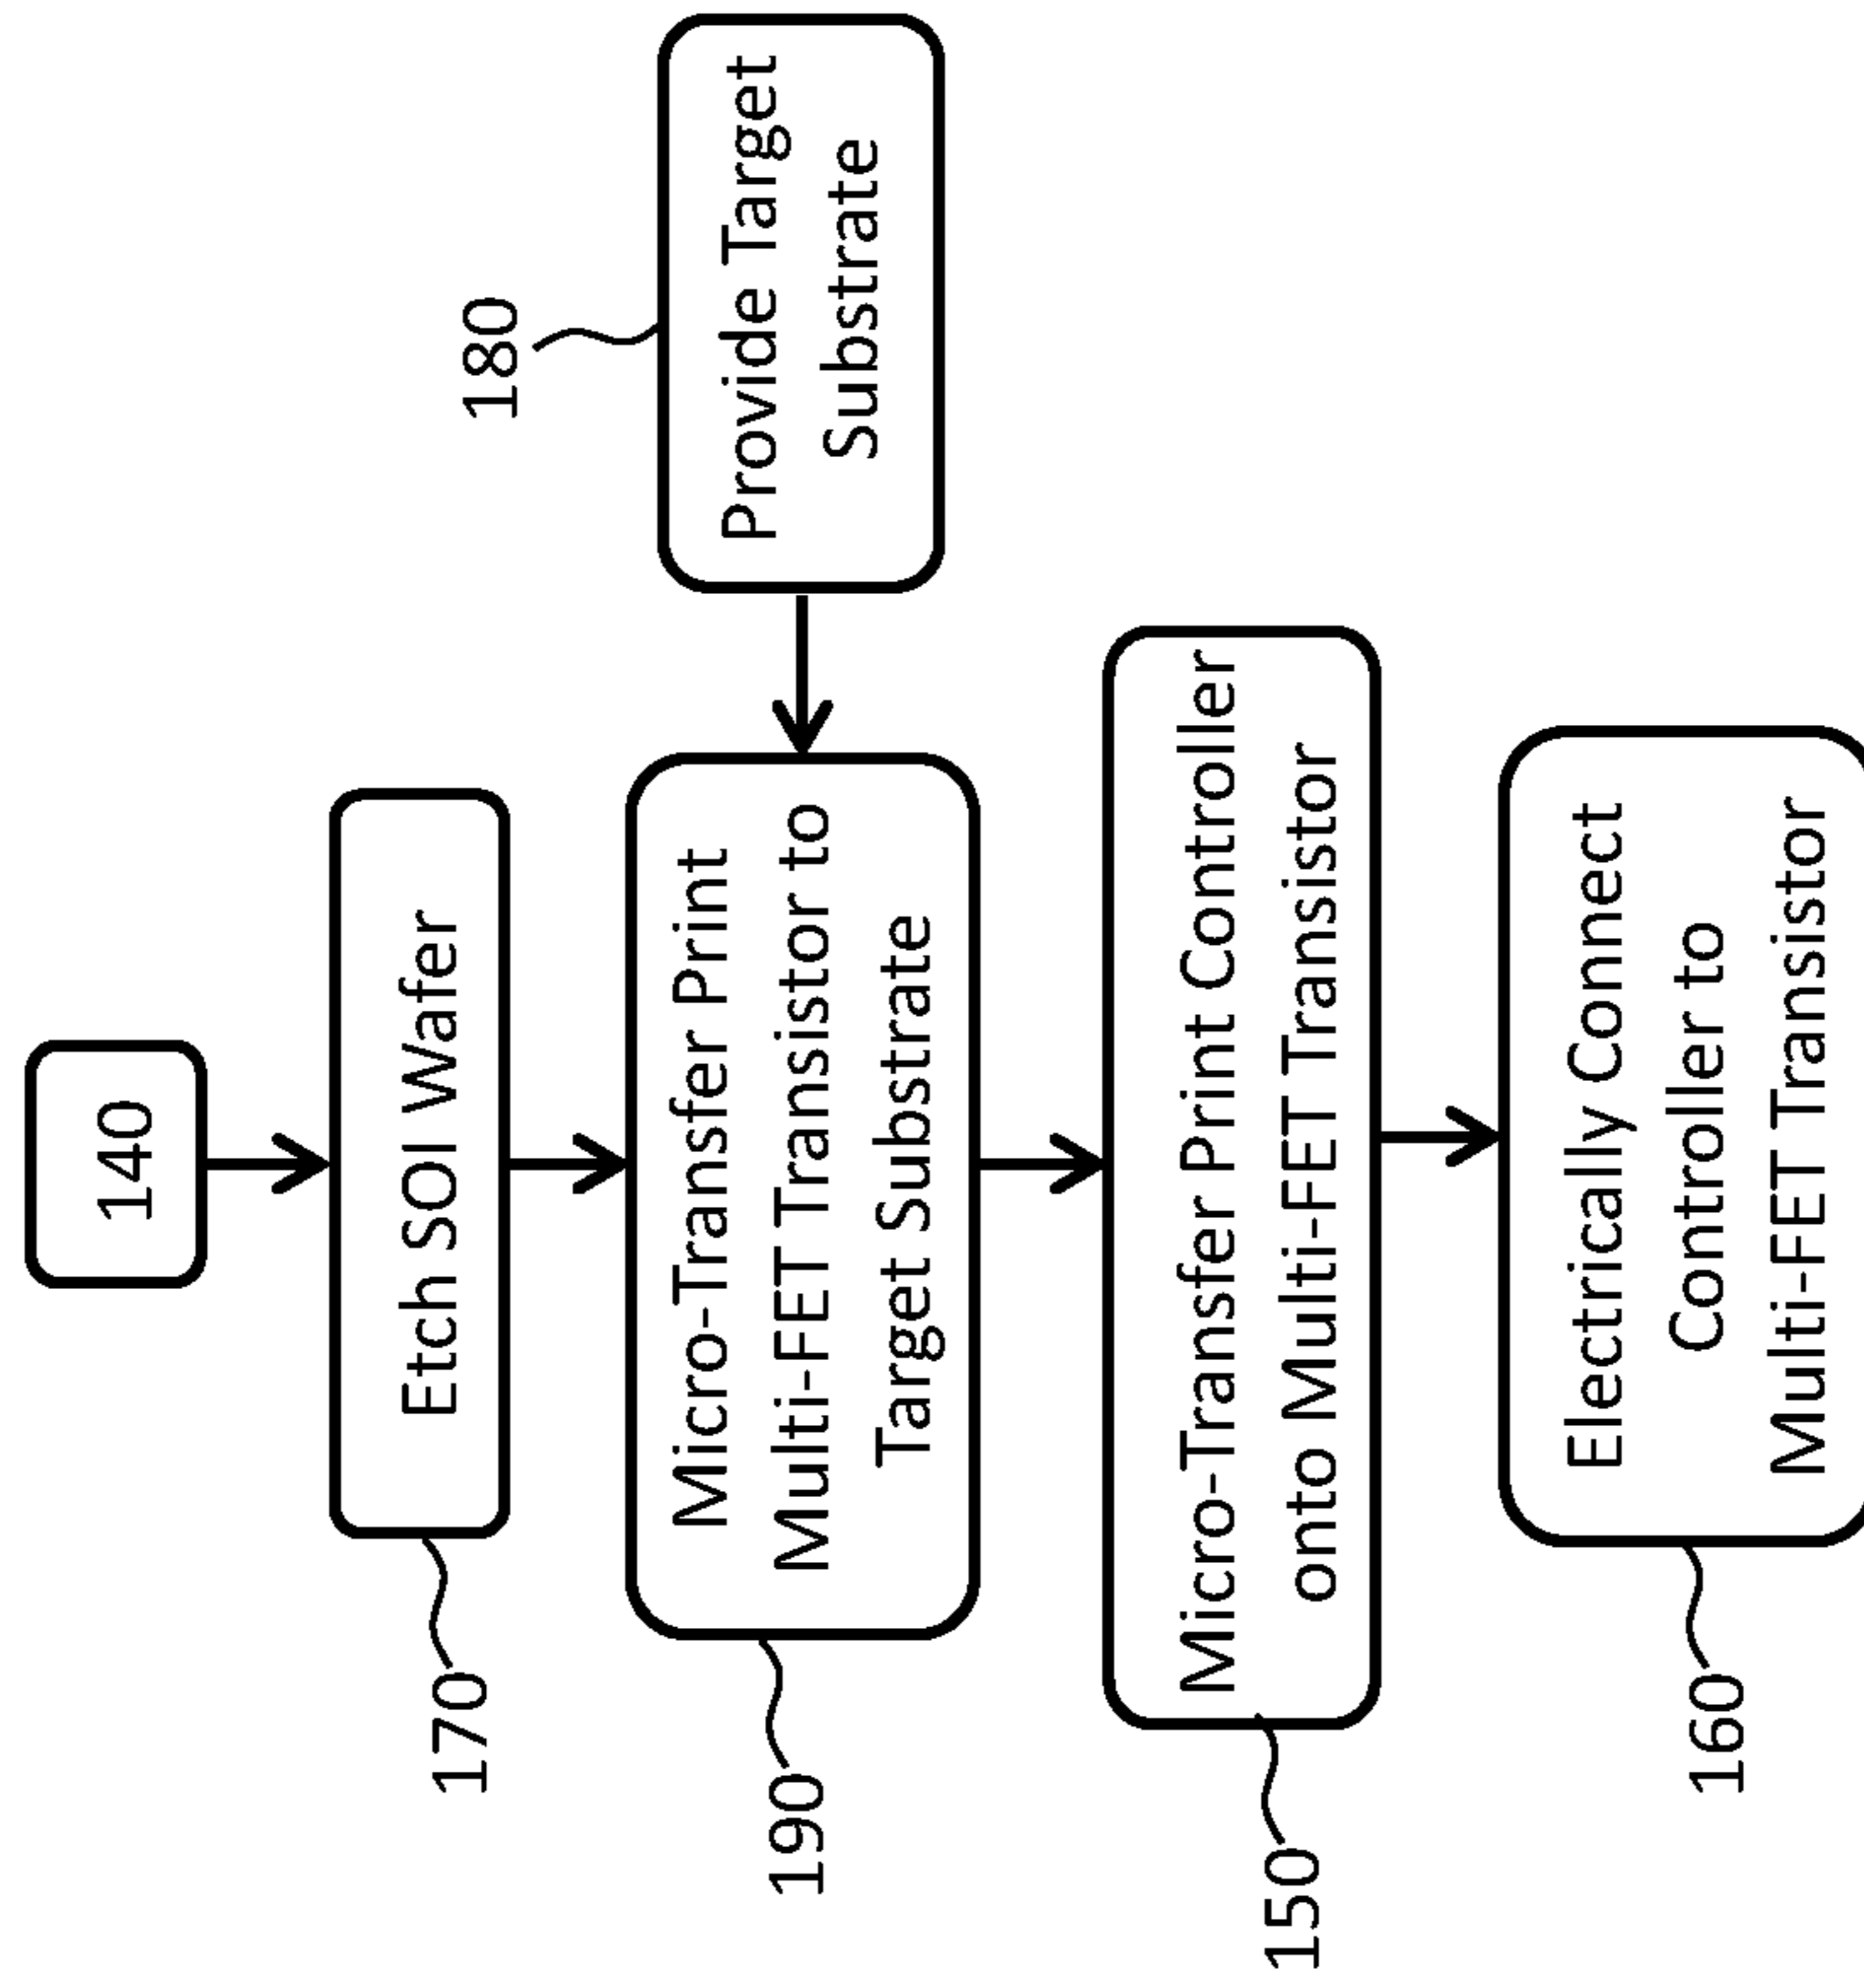 140
170
Etch SOI Wafer
180
Provide Target
Substrate
190
Micro-Transfer Print
Multi-FET Transistor to
Target Substrate
150
Micro-Transfer Print Controller
onto Multi-FET Transistor
160
Electrically Connect
Controller to
Multi-FET Transistor